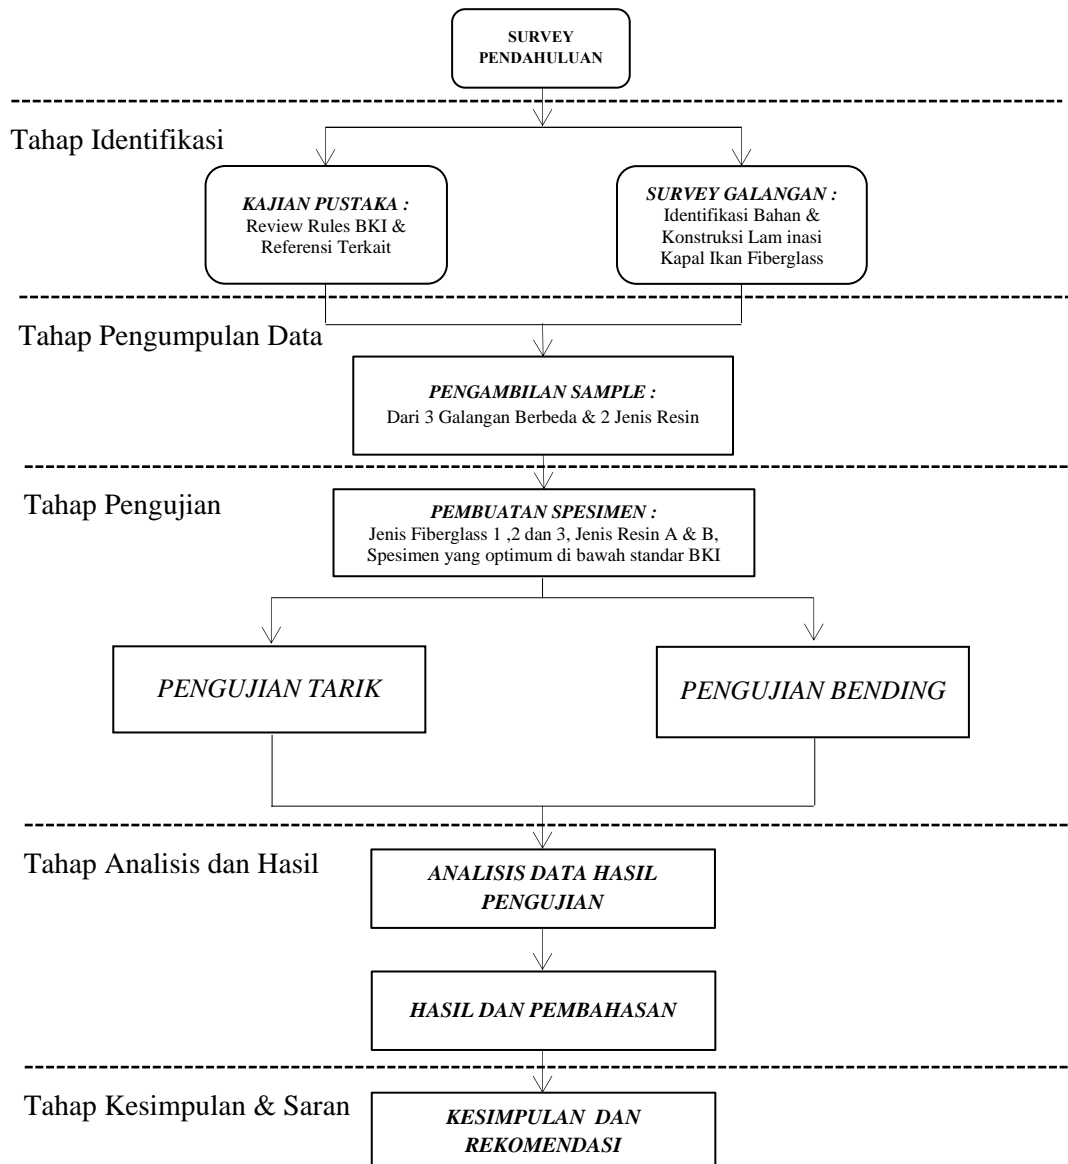 SURVEY
PENDAHULUAN
Tahap Identifikasi
KAJIAN PUSTAKA :
Review Rules BKI &
Referensi Terkait
SURVEY GALANGAN :
Identifikasi Bahan &
Konstruksi Lam inasi
Kapal Ikan Fiberglass
Tahap Pengumpulan Data
PENGAMBILAN SAMPLE :
Dari 3 Galangan Berbeda & 2 Jenis Resin
Tahap Pengujian
PEMBUATAN SPESIMEN :
Jenis Fiberglass 1 ,2 dan 3, Jenis Resin A & B,
Spesimen yang optimum di bawah standar BKI
PENGUJIAN TARIK
PENGUJIAN BENDING
Tahap Analisis dan Hasil
ANALISIS DATA HASIL
PENGUJIAN
HASIL DAN PEMBAHASAN
Tahap Kesimpulan & Saran
KESIMPULAN DAN
REKOMENDASI